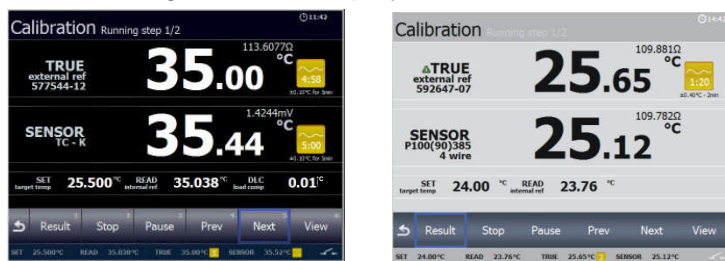 11:42
Calibration Running step 1/2
113.6077Ω
TRUE
external ref
577544-12
35.00 °C
4:58
±0.10°C for 5min
1.4244mV
SENSOR
TC - K
35.44 °C
5:00
±0.10°C for 5min
SET
target temp
25.500 °C
READ
internal ref
35.038 °C
DLC
load comp
0.01 °C
Result
Stop
Pause
Prev
Next
View
SET 25.500°C READ 35.038°C TRUE 35.00°C SENSOR 35.52°C
Calibration Running step 1/2
109.881Ω
TRUE
external ref
592647-07
25.65 °C
1:20
±0.40°C - 2min
109.782Ω
SENSOR
P100(90)385
4 wire
25.12 °C
SET
target temp
24.00 °C
READ
internal ref
23.76 °C
Result
Stop
Pause
Prev
Next
View
SET 24.00°C READ 23.76°C TRUE 25.65°C SENSOR 25.12°C